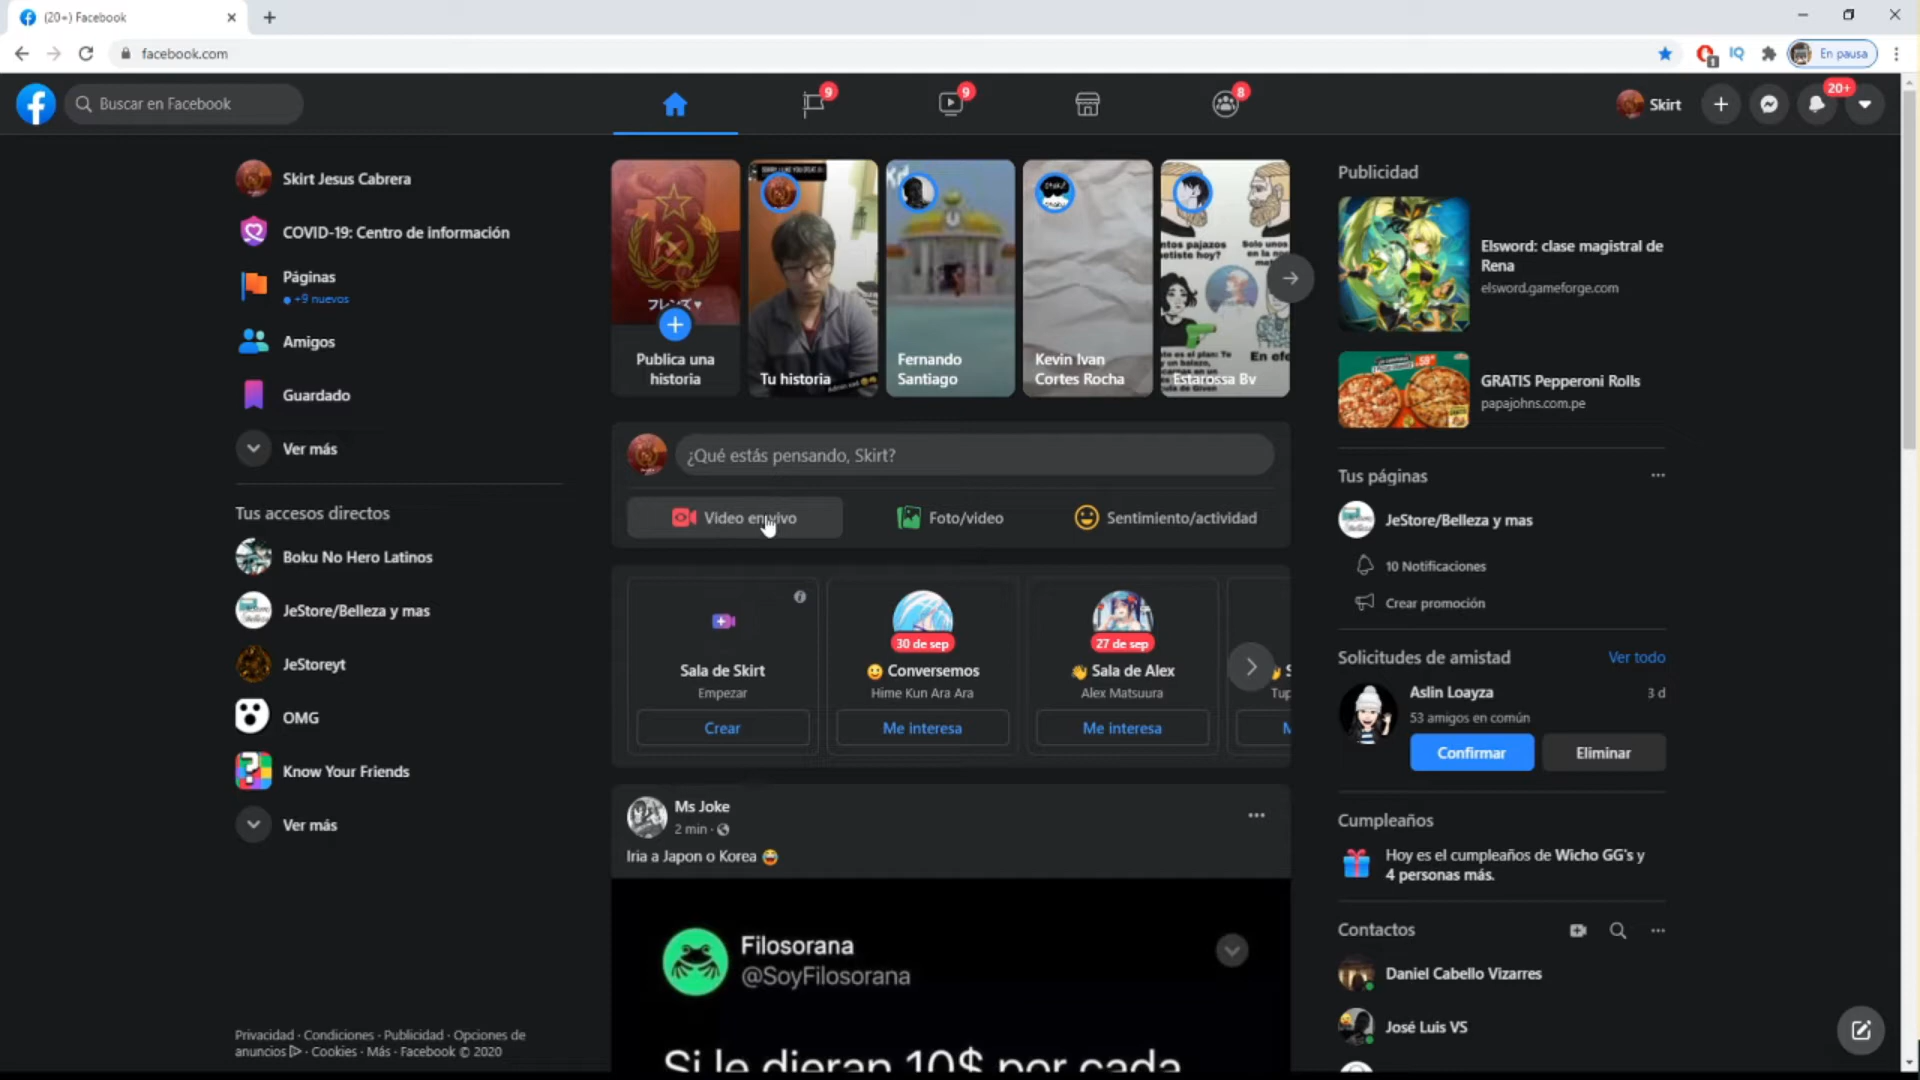 (20+) Facebook
facebook.com
En pausa
Buscar en Facebook
9
9
8
Skirt
20+
Skirt Jesus Cabrera
COVID-19: Centro de información
Páginas
+9 nuevos
Amigos
Guardado
Ver más
Tus accesos directos
Boku No Hero Latinos
JeStore/Belleza y mas
JeStoreyt
OMG
Know Your Friends
Ver más
Privacidad · Condiciones · Publicidad · Opciones de
anuncios · Cookies · Más · Facebook © 2020
フレンズ♥
Publica una
historia
Tu historia
Fernando
Santiago
Kevin Ivan
Cortes Rocha
Estarossa Bv
¿Qué estás pensando, Skirt?
Video en vivo
Foto/video
Sentimiento/actividad
Sala de Skirt
Empezar
Crear
30 de sep
😃 Conversemos
Hime Kun Ara Ara
Me interesa
27 de sep
👋 Sala de Alex
Alex Matsuura
Me interesa
Ms Joke
2 min ·
Iria a Japon o Korea 😂
Filosorana
@SoyFilosorana
Si le dieran 10$ por cada
Publicidad
Elsword: clase magistral de
Rena
elsword.gameforge.com
GRATIS Pepperoni Rolls
papajohns.com.pe
Tus páginas
JeStore/Belleza y mas
10 Notificaciones
Crear promoción
Solicitudes de amistad
Ver todo
Aslin Loayza
3 d
53 amigos en común
Confirmar
Eliminar
Cumpleaños
Hoy es el cumpleaños de Wicho GG's y
4 personas más.
Contactos
Daniel Cabello Vizarres
José Luis VS